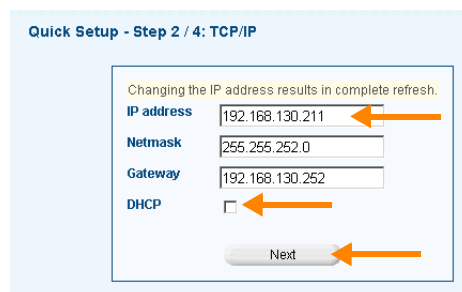 Quick Setup - Step 2 / 4: TCP/IP
Changing the IP address results in complete refresh.
IP address 192.168.130.211
Netmask 255.255.252.0
Gateway 192.168.130.252
DHCP
Next